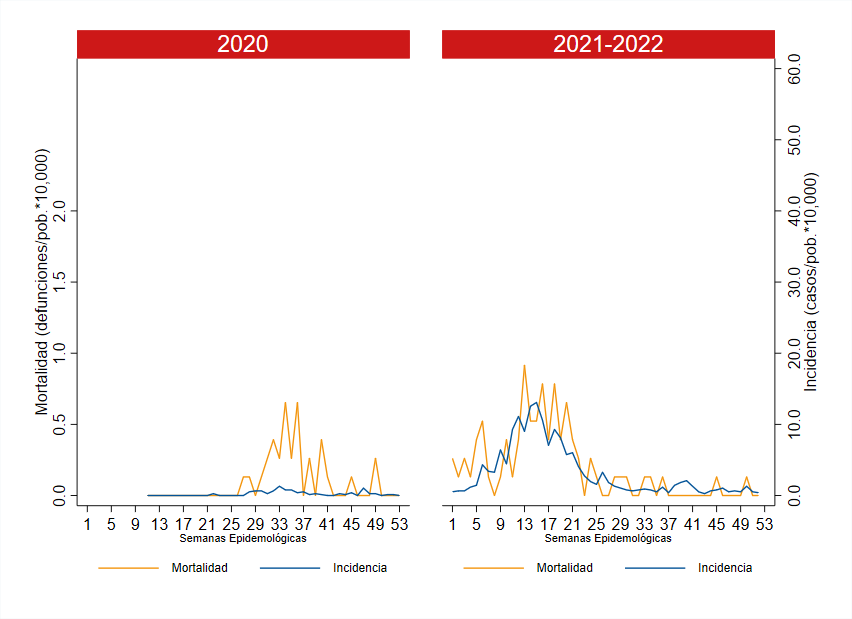 2020
2021-2022
Mortalidad (defunciones/pob.*10,000)
0.0 0.5 1.0 1.5 2.0
Incidencia (casos/pob.*10,000)
0.0 10.0 20.0 30.0 40.0 50.0 60.0
1 5 9 13 17 21 25 29 33 37 41 45 49 53
Semanas Epidemológicas
Mortalidad Incidencia
1 5 9 13 17 21 25 29 33 37 41 45 49 53
Semanas Epidemológicas
Mortalidad Incidencia